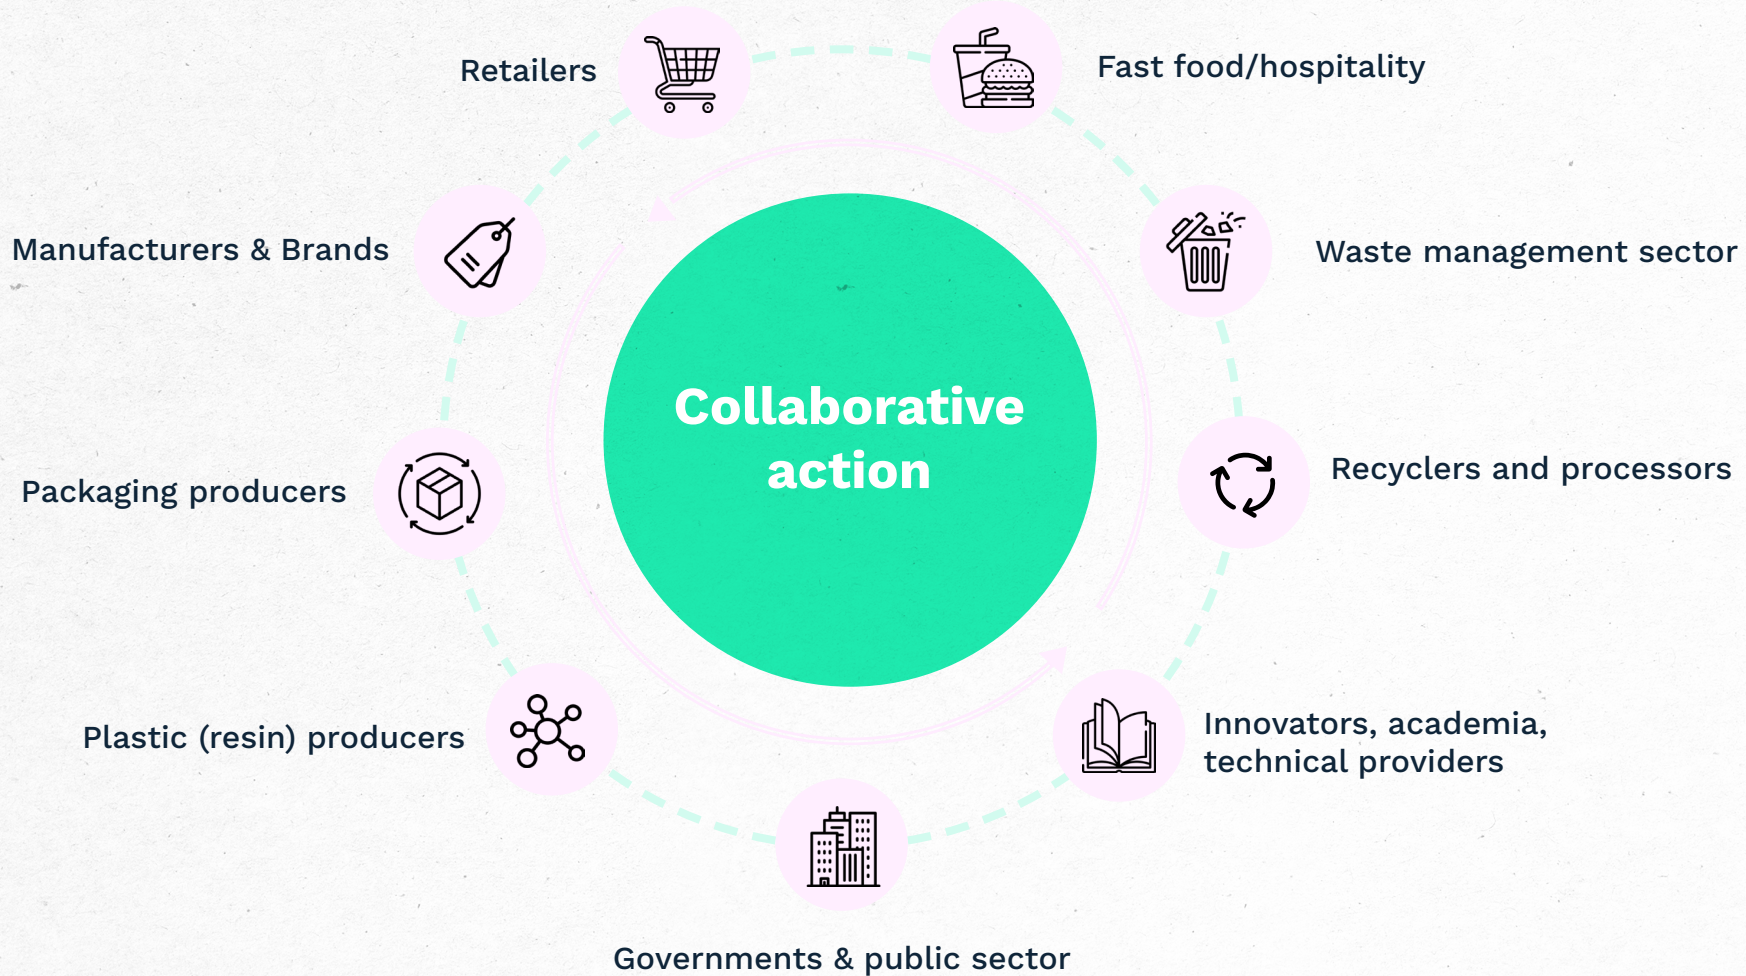 Retailers
Fast food/hospitality
Manufacturers & Brands
Waste management sector
Collaborative
action
Packaging producers
Recyclers and processors
Plastic (resin) producers
Innovators, academia,
technical providers
Governments & public sector